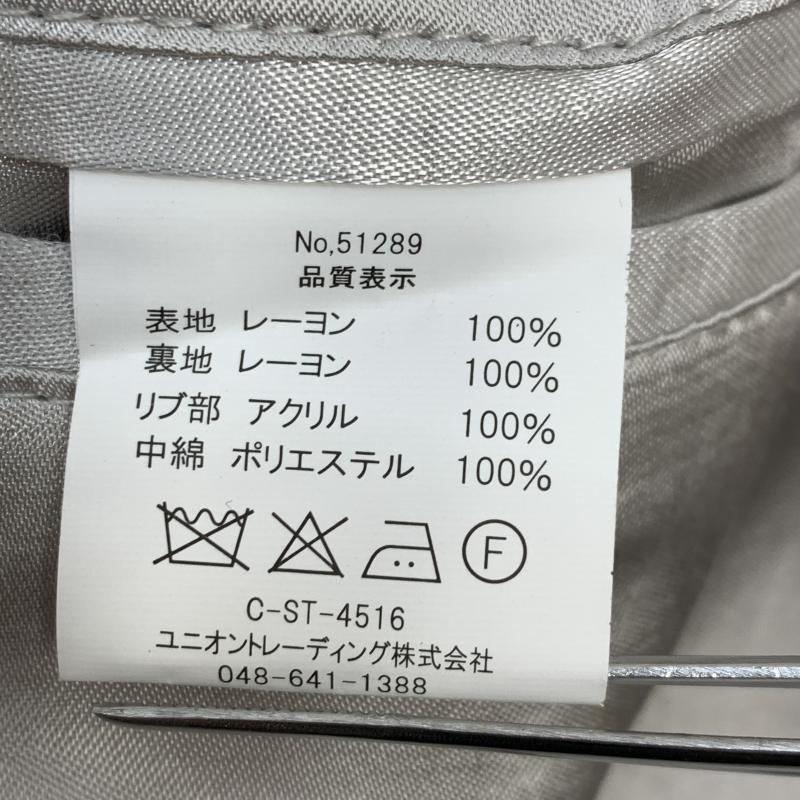 No,51289
品質表示
表地 レーヨン 100%
裏地 レーヨン 100%
リブ部 アクリル 100%
中綿 ポリエステル 100%
F
C-ST-4516
ユニオントレーディング株式会社
048-641-1388